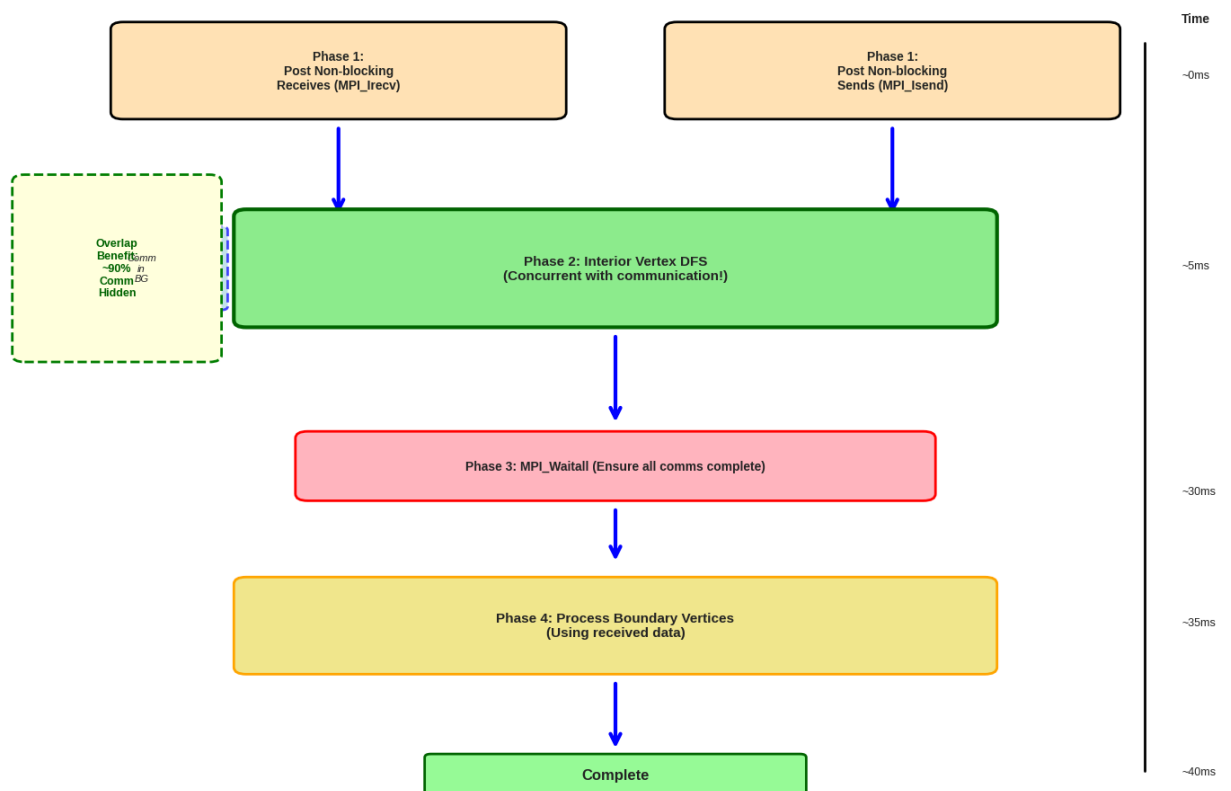 Time
Phase 1:
Post Non-blocking
Receives (MPI_Irecv)
Phase 1:
Post Non-blocking
Sends (MPI_Isend)
~0ms
Overlap
Benefit:
~90%
Comm
Hidden
Comm
in
BG
Phase 2: Interior Vertex DFS
(Concurrent with communication!)
~5ms
Phase 3: MPI_Waitall (Ensure all comms complete)
~30ms
Phase 4: Process Boundary Vertices
(Using received data)
~35ms
Complete
~40ms